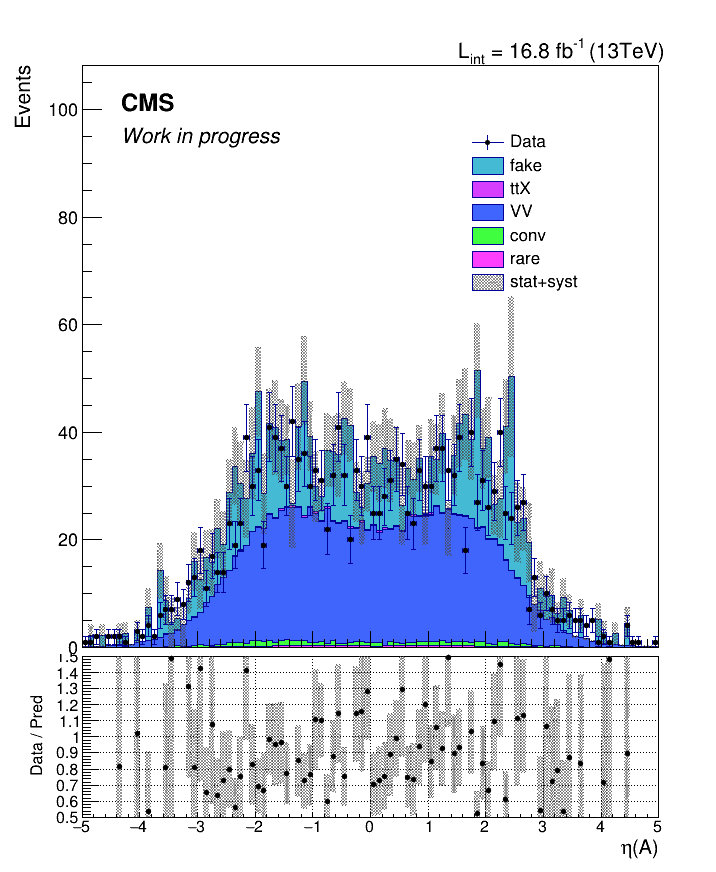 L_int = 16.8 fb⁻¹ (13TeV)
Events
CMS
Work in progress
Data
fake
ttX
VV
conv
rare
stat+syst
100
80
60
40
20
0
Data / Pred
1.5
1.4
1.3
1.2
1.1
1
0.9
0.8
0.7
0.6
0.5
−5 −4 −3 −2 −1 0 1 2 3 4 5
η(A)